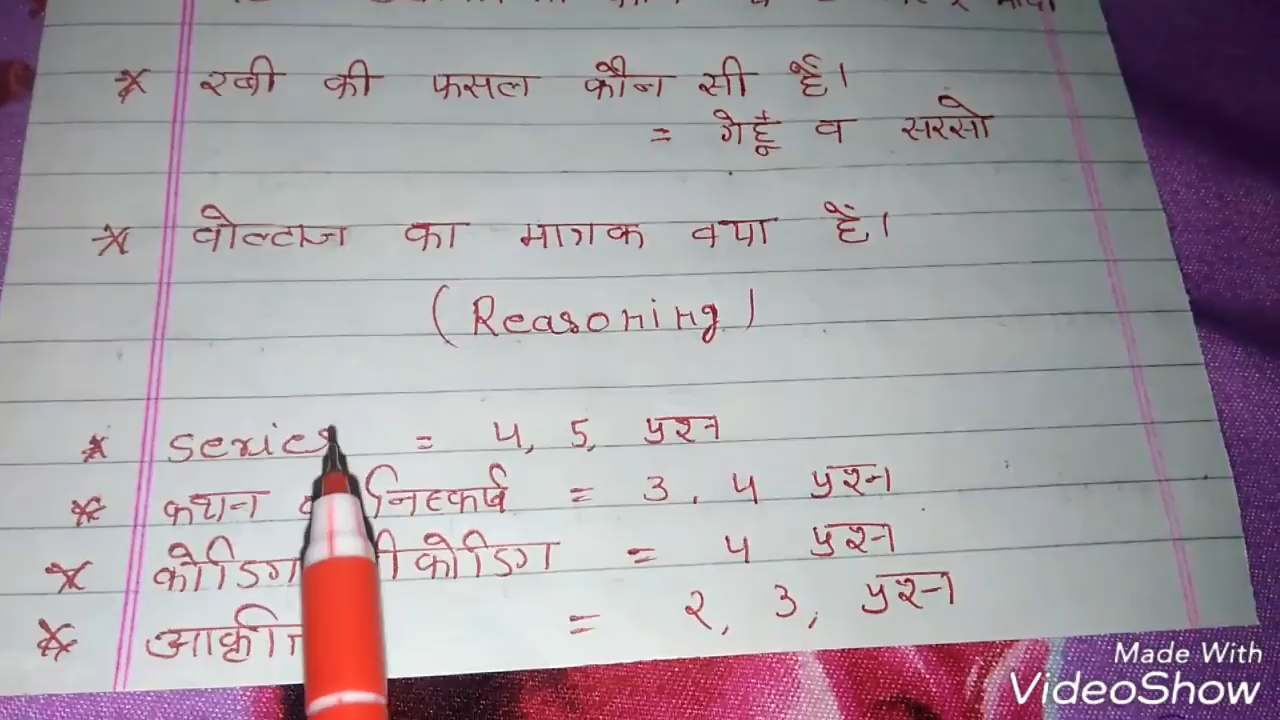 * रबी की फसल कौन सी हैं।
= गेहूँ व सरसो
* वोल्टाज का मात्रक क्या हैं।
(Reasoning)
* Series = 4, 5, प्रश्न
* कथन निष्कर्ष = 3, 4 प्रश्न
* कोडिंग डिकोडिंग = 4 प्रश्न
* = 2, 3, प्रश्न
Made With
VideoShow